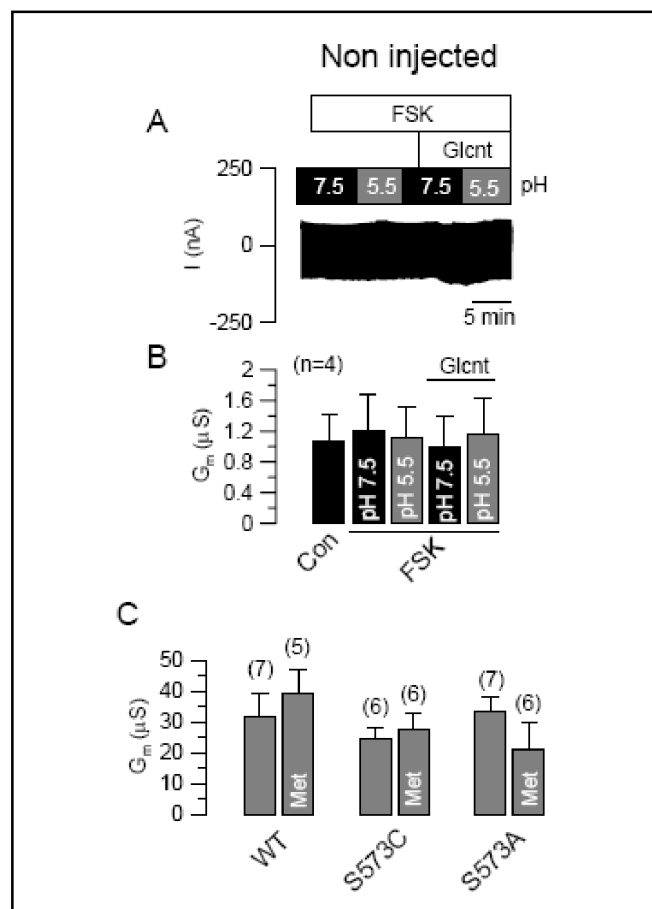 Non injected
A
FSK
Glcnt
7.5 5.5 7.5 5.5 pH
250
0
-250
I (nA)
5 min
B
(n=4)
Glcnt
2
1.6
1.2
0.8
0.4
0
Gm (µS)
pH 7.5
pH 5.5
pH 7.5
pH 5.5
Con
FSK
C
50
40
30
20
10
0
Gm (µS)
(7) (5) (6) (6) (7) (6)
Met
Met
Met
WT
S573C
S573A